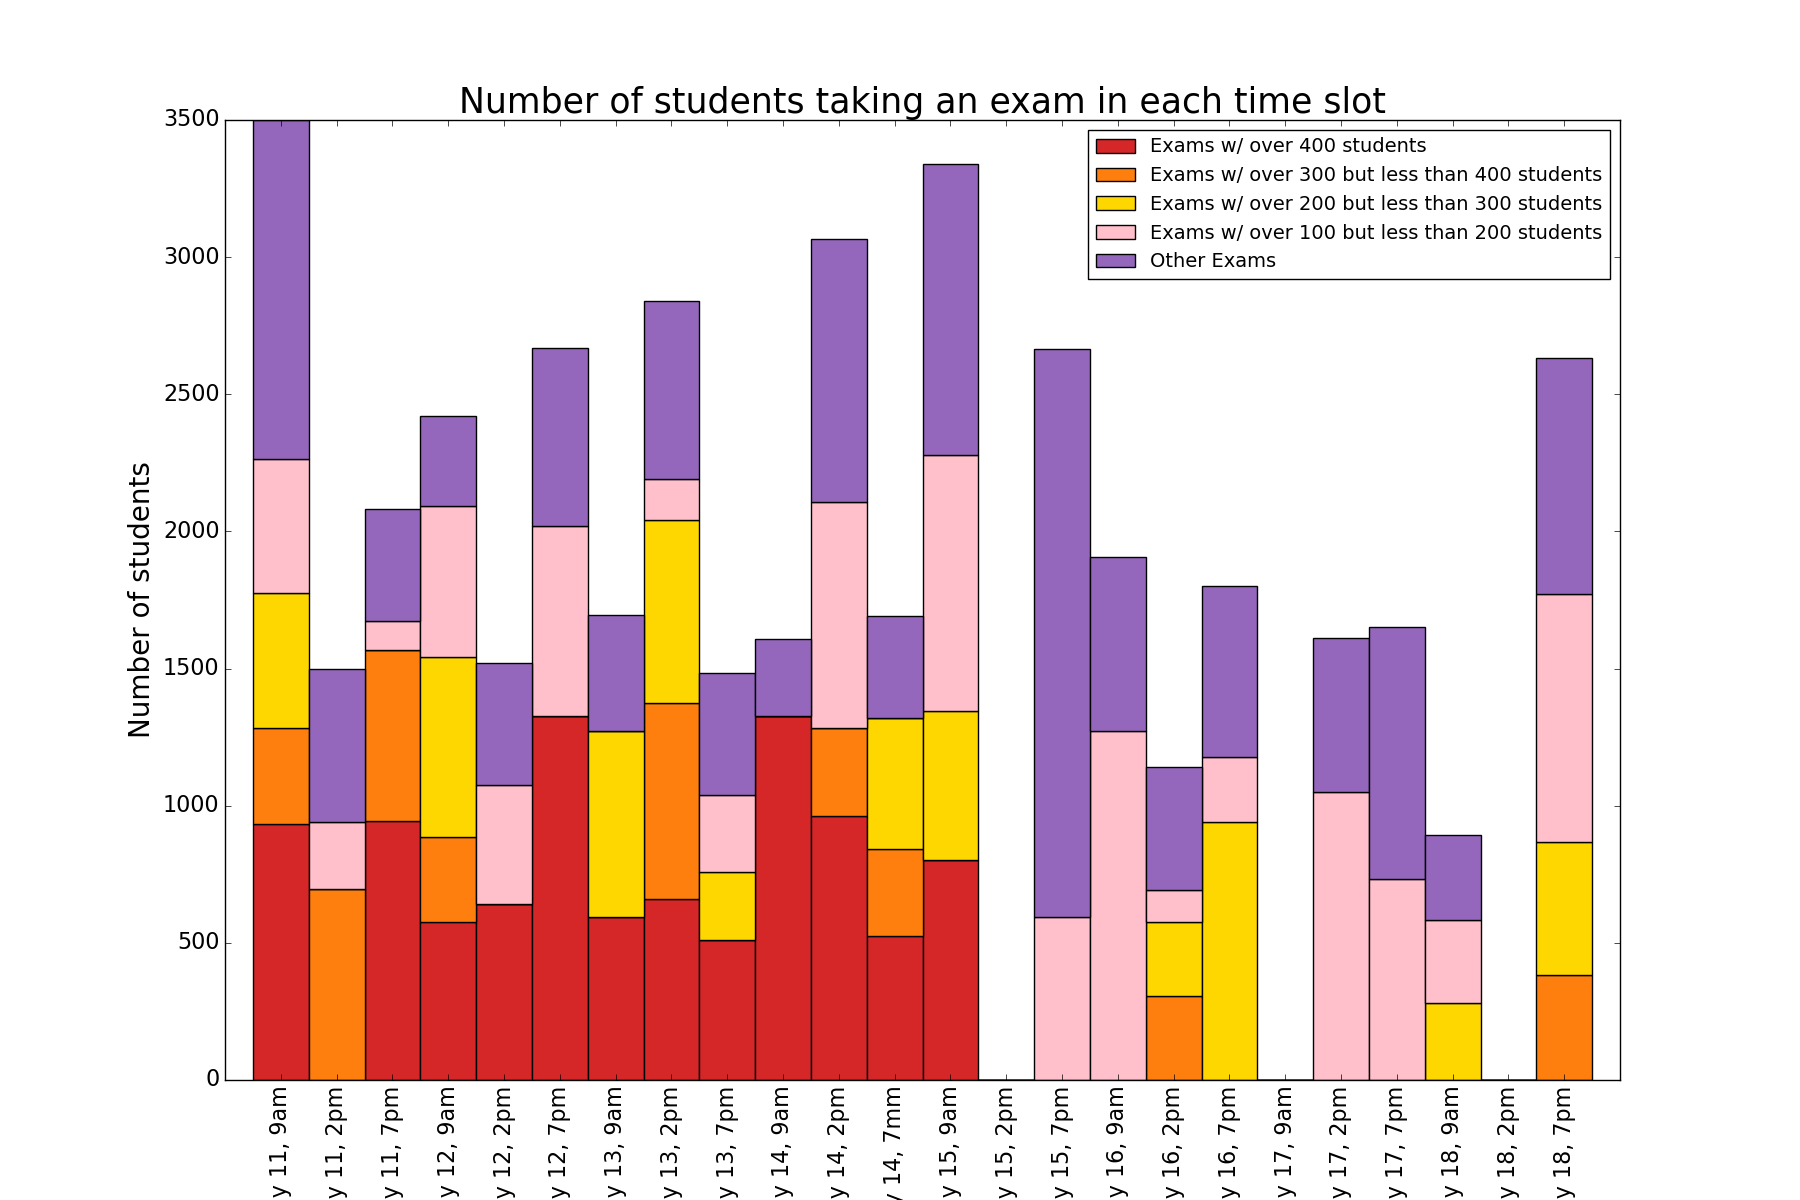 Number of students taking an exam in each time slot
Exams w/ over 400 students
Exams w/ over 300 but less than 400 students
Exams w/ over 200 but less than 300 students
Exams w/ over 100 but less than 200 students
Other Exams
Number of students
3500
3000
2500
2000
1500
1000
500
0
y 11, 9am
y 11, 2pm
y 11, 7pm
y 12, 9am
y 12, 2pm
y 12, 7pm
y 13, 9am
y 13, 2pm
y 13, 7pm
y 14, 9am
y 14, 2pm
y 14, 7mm
y 15, 9am
y 15, 2pm
y 15, 7pm
y 16, 9am
y 16, 2pm
y 16, 7pm
y 17, 9am
y 17, 2pm
y 17, 7pm
y 18, 9am
y 18, 2pm
y 18, 7pm